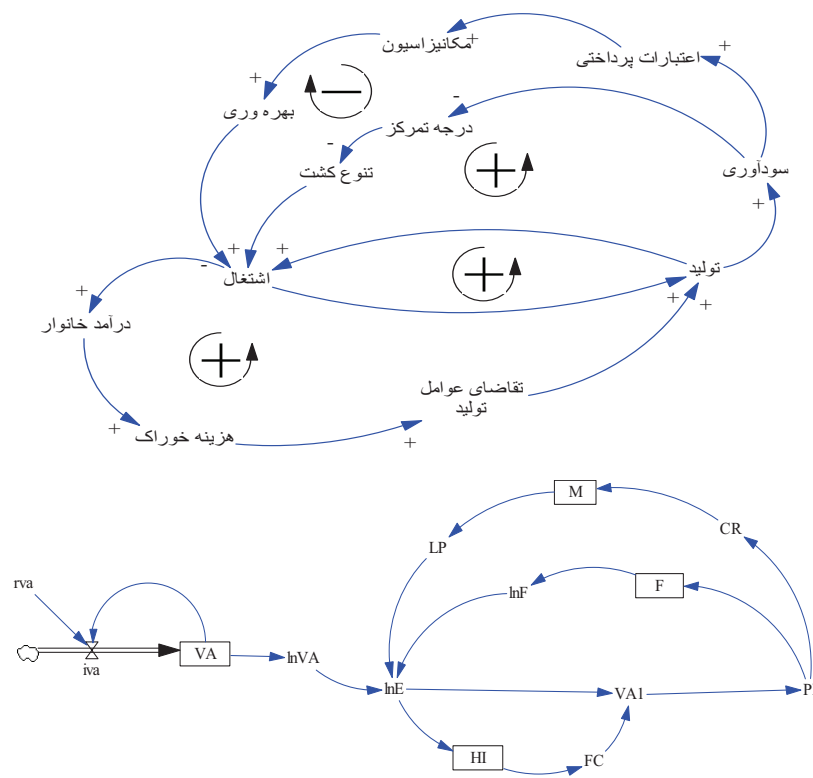 مکانیزاسیون
+
اعتبارات پرداختی
+
+
بهره وری
-
درجه تمرکز
-
تنوع کشت
سودآوری
+
+
+
-
اشتغال
تولید
+
+
+
درآمد خانوار
تقاضای عوامل
تولید
+
هزینه خوراک
+
M
CR
LP
rva
lnF
F
VA
lnVA
iva
lnE
VA1
P
HI
FC